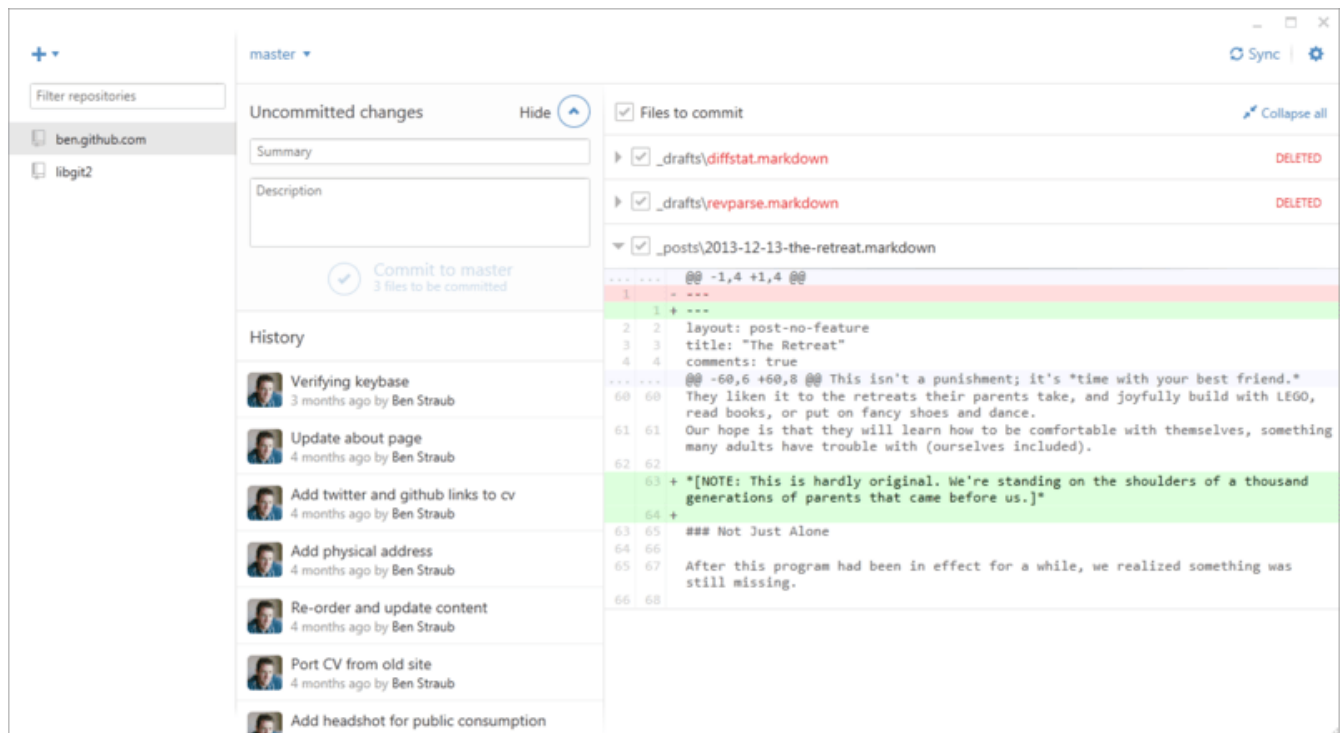 master
Sync
Filter repositories
ben.github.com
libgit2
Uncommitted changes
Hide
Summary
Description
Commit to master
3 files to be committed
History
Verifying keybase
3 months ago by Ben Straub
Update about page
4 months ago by Ben Straub
Add twitter and github links to cv
4 months ago by Ben Straub
Add physical address
4 months ago by Ben Straub
Re-order and update content
4 months ago by Ben Straub
Port CV from old site
4 months ago by Ben Straub
Add headshot for public consumption
Files to commit
Collapse all
_drafts\diffstat.markdown DELETED
_drafts\revparse.markdown DELETED
_posts\2013-12-13-the-retreat.markdown
... ... @@ -1,4 +1,4 @@
1 - ---
1 + ---
2 2 layout: post-no-feature
3 3 title: "The Retreat"
4 4 comments: true
... ... @@ -60,6 +60,8 @@ This isn't a punishment; it's *time with your best friend.*
60 60 They liken it to the retreats their parents take, and joyfully build with LEGO,
read books, or put on fancy shoes and dance.
61 61 Our hope is that they will learn how to be comfortable with themselves, something
many adults have trouble with (ourselves included).
62 62
63 + *[NOTE: This is hardly original. We're standing on the shoulders of a thousand
generations of parents that came before us.]*
64 +
63 65 ### Not Just Alone
64 66
65 67 After this program had been in effect for a while, we realized something was
still missing.
66 68